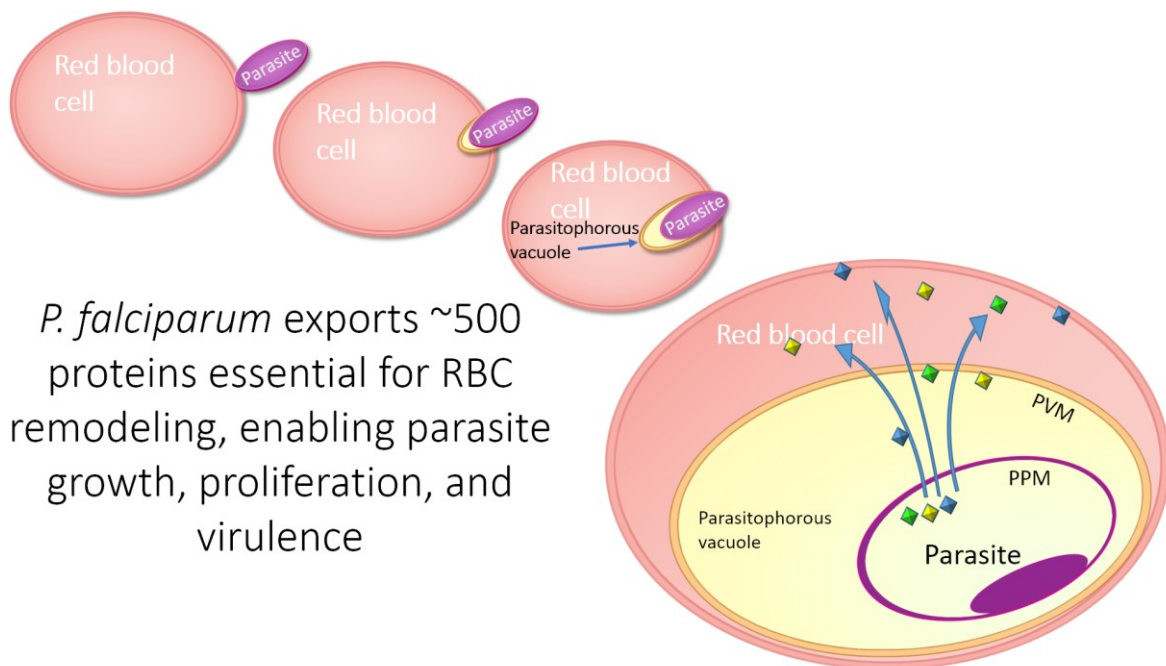 Red blood
cell
Parasite
Red blood
cell
Parasite
Red blood
cell
Parasitophorous
vacuole
Parasite
P. falciparum exports ~500
proteins essential for RBC
remodeling, enabling parasite
growth, proliferation, and
virulence
Red blood cell
PVM
PPM
Parasitophorous
vacuole
Parasite